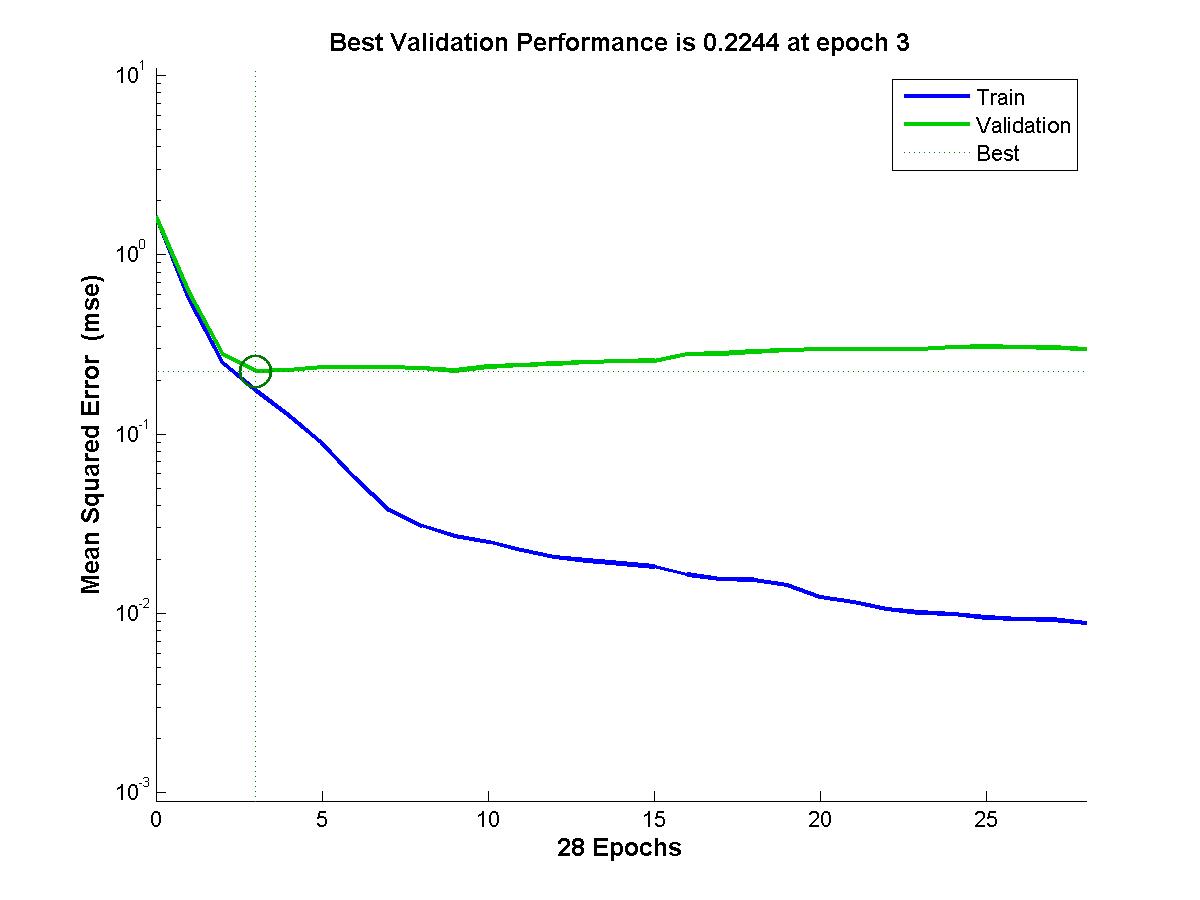 Best Validation Performance is 0.2244 at epoch 3
Train
Validation
Best
Mean Squared Error (mse)
10^1
10^0
10^-1
10^-2
10^-3
0 5 10 15 20 25
28 Epochs